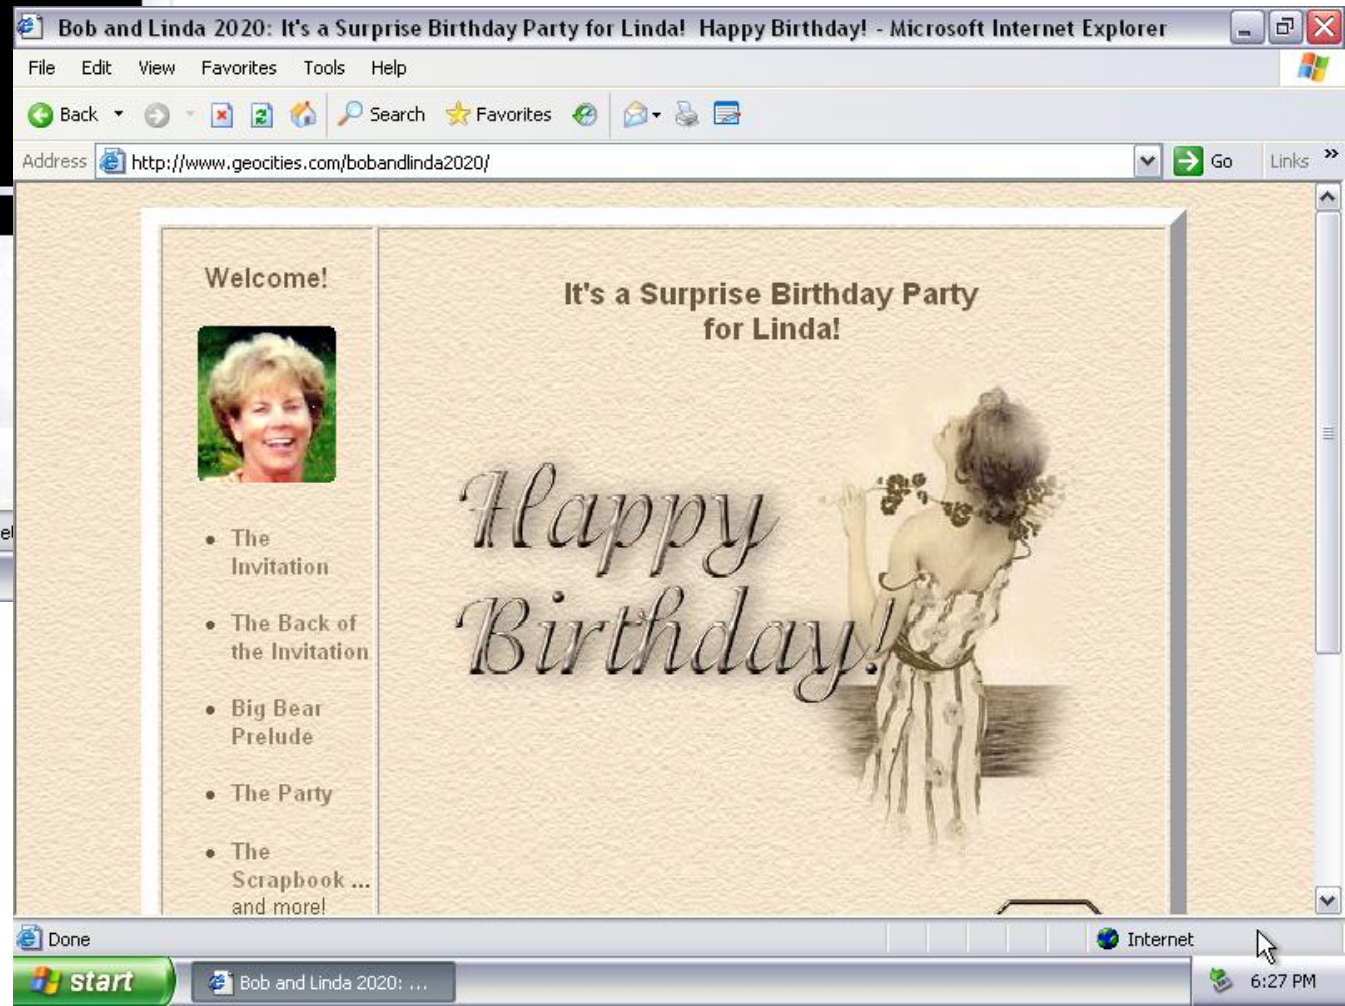 Bob and Linda 2020: It's a Surprise Birthday Party for Linda! Happy Birthday! - Microsoft Internet Explorer
File Edit View Favorites Tools Help
Back Search Favorites
Address http://www.geocities.com/bobandlinda2020/ Go Links »
Welcome!
It's a Surprise Birthday Party
for Linda!
Happy
Birthday!
• The
Invitation
• The Back of
the Invitation
• Big Bear
Prelude
• The Party
• The
Scrapbook ...
and more!
Done Internet
start Bob and Linda 2020: ... 6:27 PM